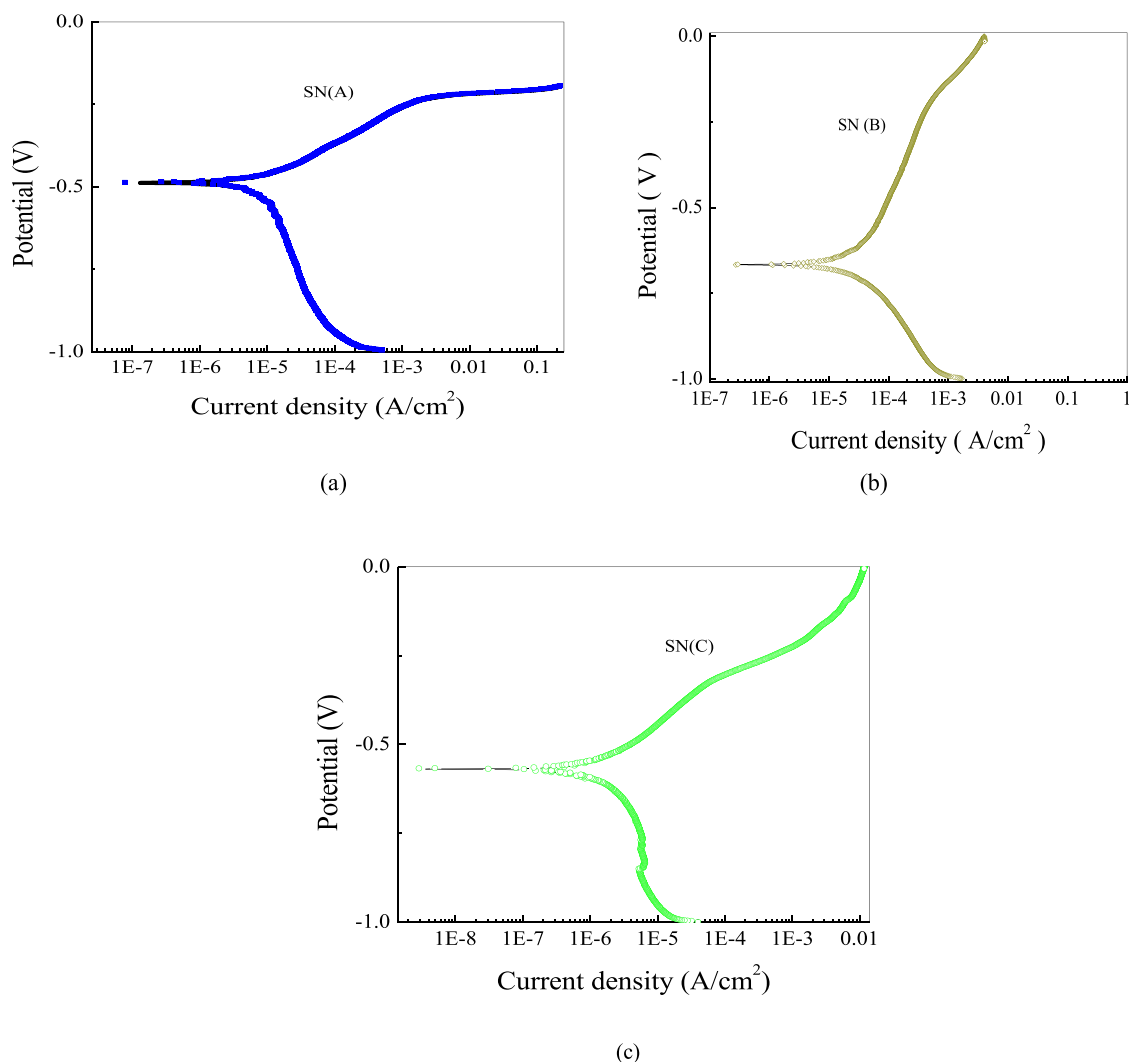 0.0
SN(A)
-0.5
-1.0
Potential (V)
1E-7 1E-6 1E-5 1E-4 1E-3 0.01 0.1
Current density (A/cm²)
(a)
0.0
SN (B)
-0.5
-1.0
Potential ( V )
1E-7 1E-6 1E-5 1E-4 1E-3 0.01 0.1 1
Current density ( A/cm² )
(b)
0.0
SN(C)
-0.5
-1.0
Potential (V)
1E-8 1E-7 1E-6 1E-5 1E-4 1E-3 0.01
Current density (A/cm²)
(c)